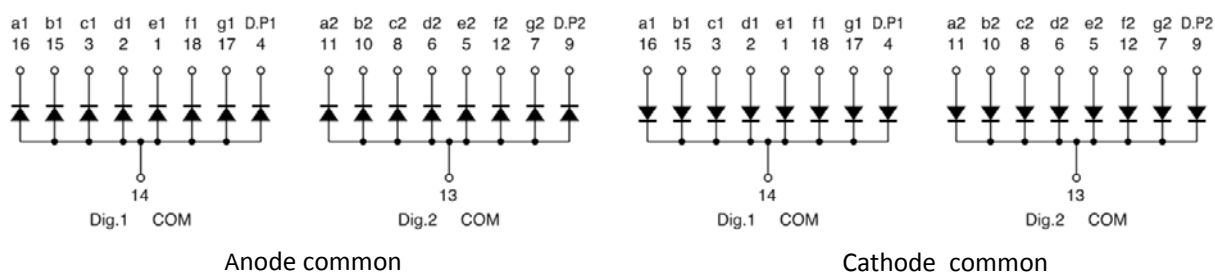 a1 b1 c1 d1 e1 f1 g1 D.P1
16 15 3 2 1 18 17 4
14
Dig.1 COM
a2 b2 c2 d2 e2 f2 g2 D.P2
11 10 8 6 5 12 7 9
13
Dig.2 COM
Anode common
a1 b1 c1 d1 e1 f1 g1 D.P1
16 15 3 2 1 18 17 4
14
Dig.1 COM
a2 b2 c2 d2 e2 f2 g2 D.P2
11 10 8 6 5 12 7 9
13
Dig.2 COM
Cathode common